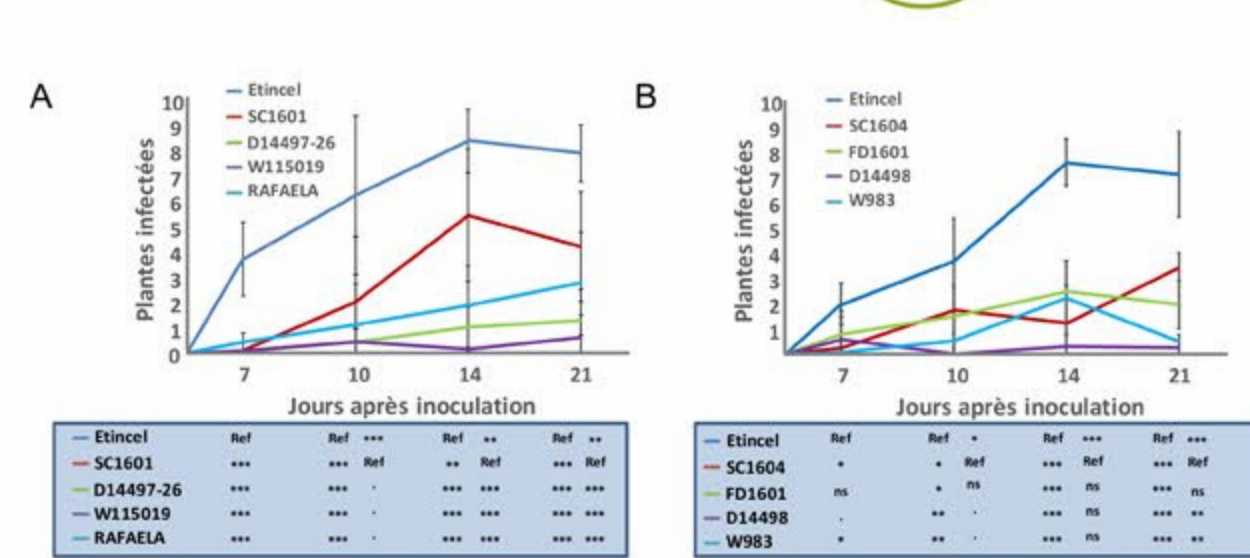 A
Plantes infectées
10
9
8
7
6
5
4
3
2
1
0
Etincel
SC1601
D14497-26
W115019
RAFAELA
7 10 14 21
Jours après inoculation
Etincel Ref Ref *** Ref ** Ref **
SC1601 *** *** Ref ** Ref *** Ref
D14497-26 *** *** . *** *** *** ***
W115019 *** *** . *** *** *** ***
RAFAELA *** *** . *** *** *** ***
B
Plantes infectées
10
9
8
7
6
5
4
3
2
1
Etincel
SC1604
FD1601
D14498
W983
7 10 14 21
Jours après inoculation
Etincel Ref Ref * Ref *** Ref ***
SC1604 * * Ref *** Ref *** Ref
FD1601 ns * ns *** ns *** ns
D14498 . ** . *** ns *** **
W983 * ** . *** ns *** **